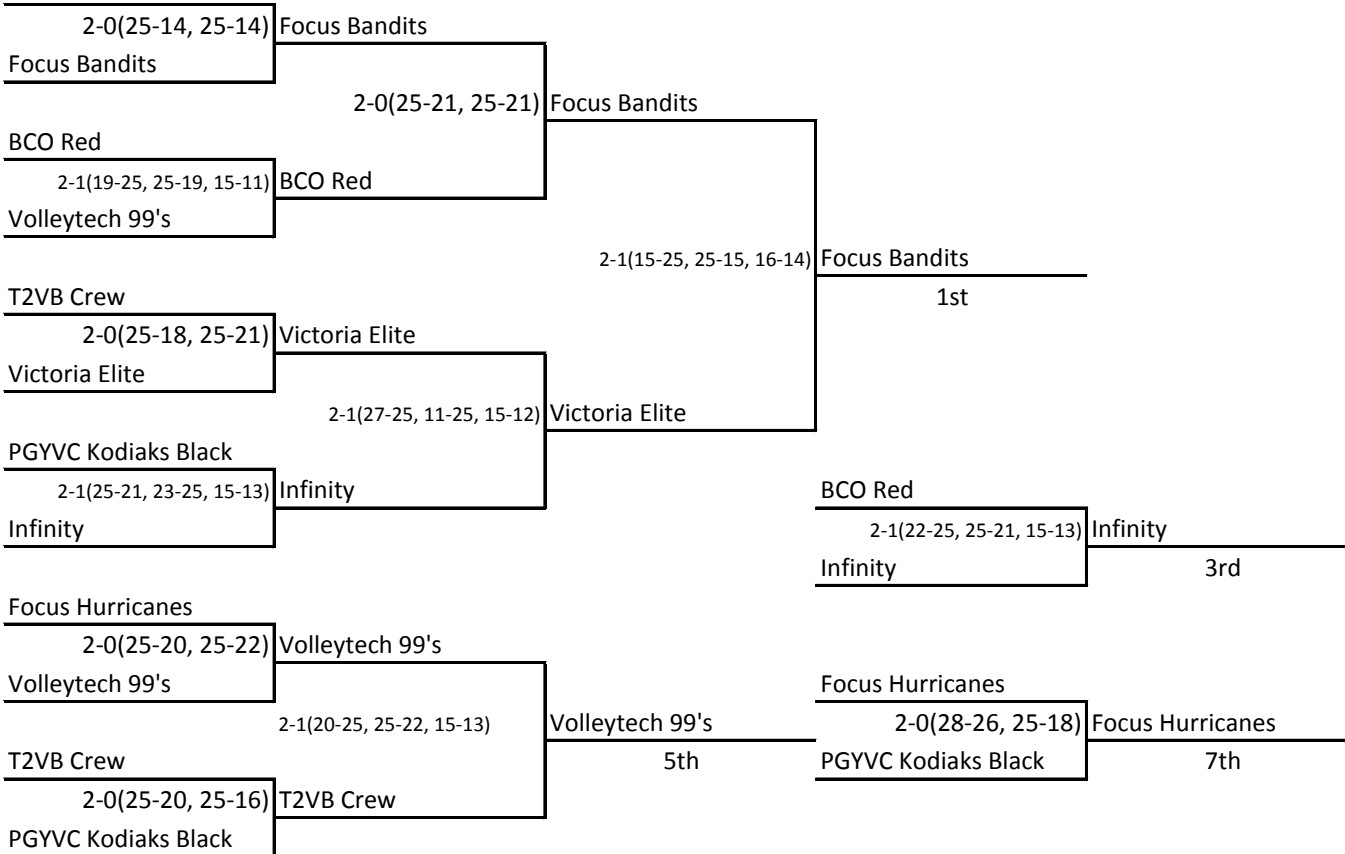 2-0(25-14, 25-14) Focus Bandits
Focus Bandits
2-0(25-21, 25-21) Focus Bandits
BCO Red
2-1(19-25, 25-19, 15-11) BCO Red
Volleytech 99's
2-1(15-25, 25-15, 16-14) Focus Bandits
T2VB Crew 1st
2-0(25-18, 25-21) Victoria Elite
Victoria Elite
2-1(27-25, 11-25, 15-12) Victoria Elite
PGYVC Kodiaks Black
2-1(25-21, 23-25, 15-13) Infinity BCO Red
Infinity 2-1(22-25, 25-21, 15-13) Infinity
Infinity 3rd
Focus Hurricanes
2-0(25-20, 25-22) Volleytech 99's
Volleytech 99's Focus Hurricanes
2-1(20-25, 25-22, 15-13) Volleytech 99's 2-0(28-26, 25-18) Focus Hurricanes
T2VB Crew 5th PGYVC Kodiaks Black 7th
2-0(25-20, 25-16) T2VB Crew
PGYVC Kodiaks Black